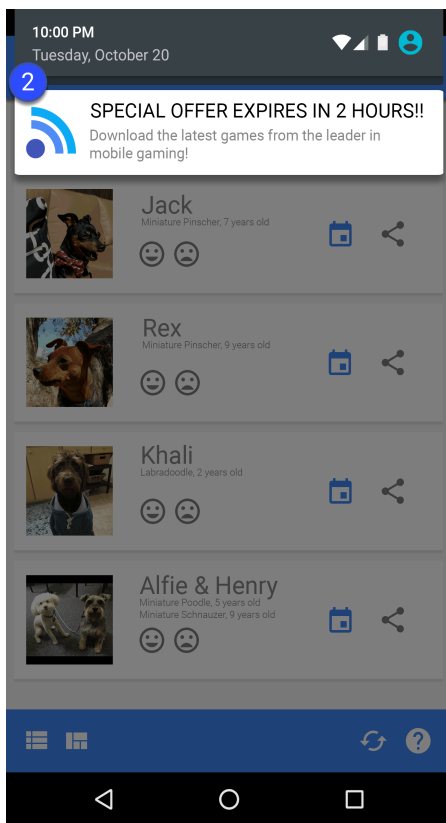 10:00 PM
Tuesday, October 20
2
SPECIAL OFFER EXPIRES IN 2 HOURS!!
Download the latest games from the leader in
mobile gaming!
Jack
Miniature Pinscher, 7 years old
Rex
Miniature Pinscher, 9 years old
Khali
Labradoodle, 2 years old
Alfie & Henry
Miniature Poodle, 5 years old
Miniature Schnauzer, 9 years old
?